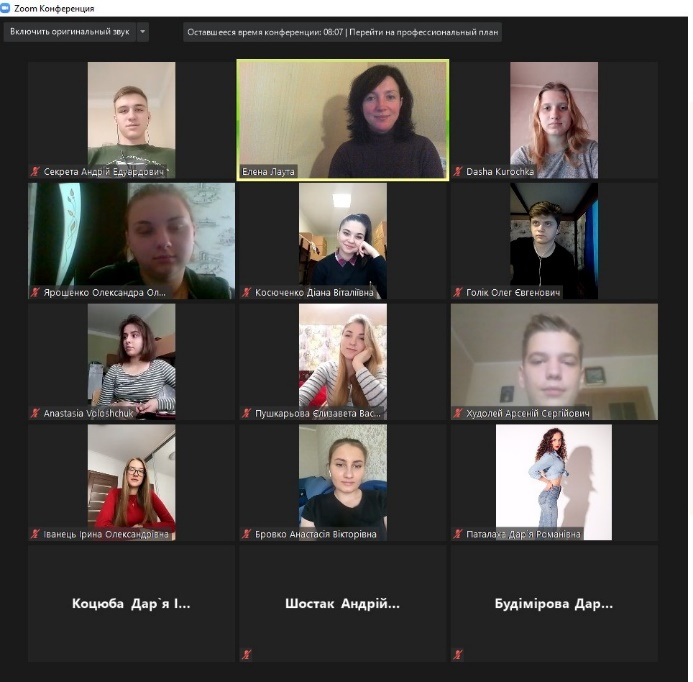 Zoom Конференция
Включить оригинальный звук
Оставшееся время конференции: 08:07 | Перейти на профессиональный план
Секрета Андрій Едуардович
Елена Лаута
Dasha Kurochka
Ярошенко Олександра Ол...
Косюченко Діана Віталіївна
Голік Олег Євгенович
Anastasia Voloshchuk
Пушкарьова Єлизавета Вас...
Худолей Арсеній Сергійович
Іванець Ірина Олександрівна
Бровко Анастасія Вікторівна
Паталаха Дар'я Романівна
Коцюба Дар`я І...
Шостак Андрій...
Будімірова Дар...